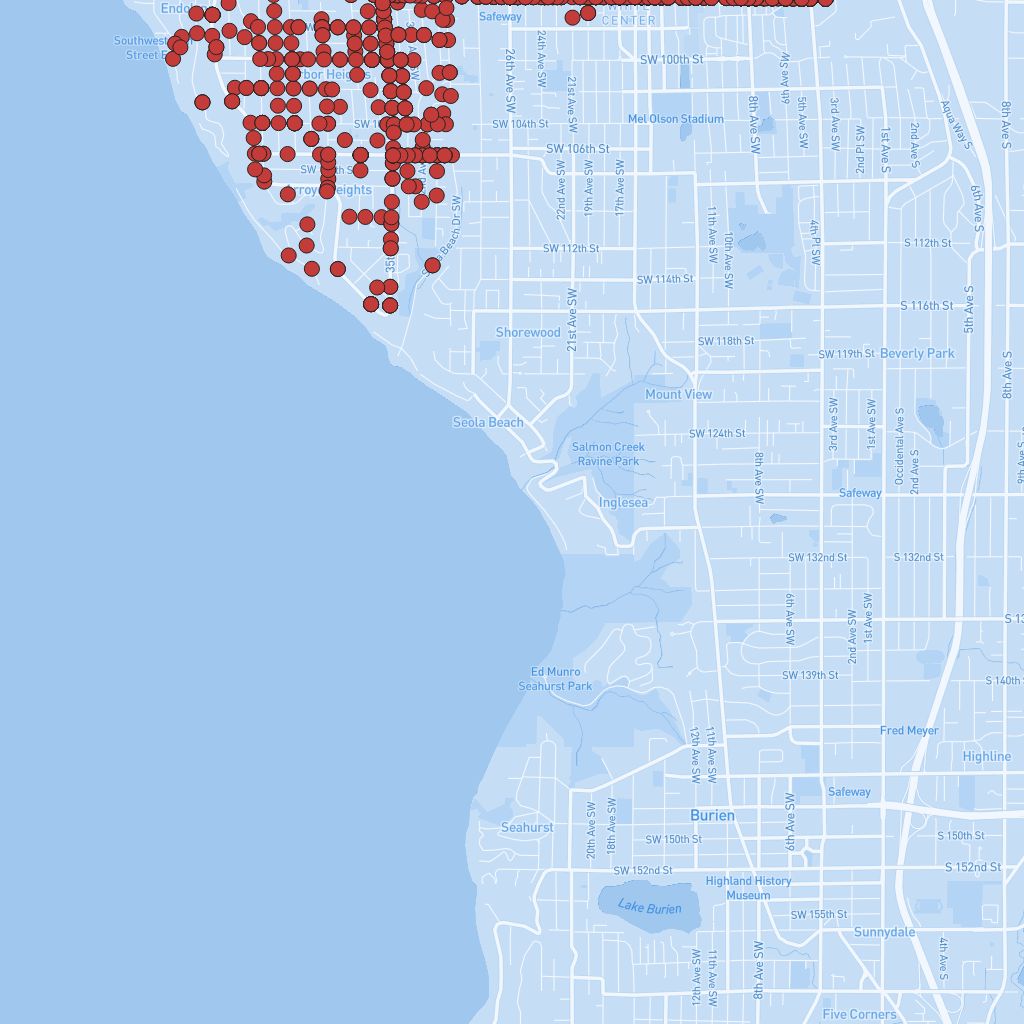 Safeway
CENTER
26th Ave SW
24th Ave SW
SW 100th St
Southwest
Street E
21st Ave SW
8th Ave SW
5th Ave SW
3rd Ave SW
2nd Pl SW
1st Ave S
2nd Ave S
Aqua Way S
8th Ave S
Mel Olson Stadium
SW 104th St
SW 106th St
22nd Ave SW
19th Ave SW
17th Ave SW
11th Ave SW
10th Ave SW
4th Pl SW
6th Ave S
SW 112th St
S 112th St
SW 114th St
S 116th St
5th Ave S
Shorewood
21st Ave SW
SW 118th St
SW 119th St
Beverly Park
8th Ave S
Mount View
Seola Beach
SW 124th St
3rd Ave SW
1st Ave SW
Occidental Ave S
2nd Ave S
Salmon Creek
Ravine Park
8th Ave SW
Safeway
Inglesea
SW 132nd St
S 132nd St
6th Ave SW
2nd Ave SW
1st Ave SW
Ed Munro
Seahurst Park
SW 139th St
S 140th St
12th Ave SW
11th Ave SW
Fred Meyer
Highline
Safeway
Burien
6th Ave SW
20th Ave SW
18th Ave SW
Seahurst
SW 150th St
S 150th St
SW 152nd St
S 152nd St
Highland History
Museum
Lake Burien
SW 155th St
Sunnydale
4th Ave S
12th Ave SW
11th Ave SW
8th Ave SW
Five Corners